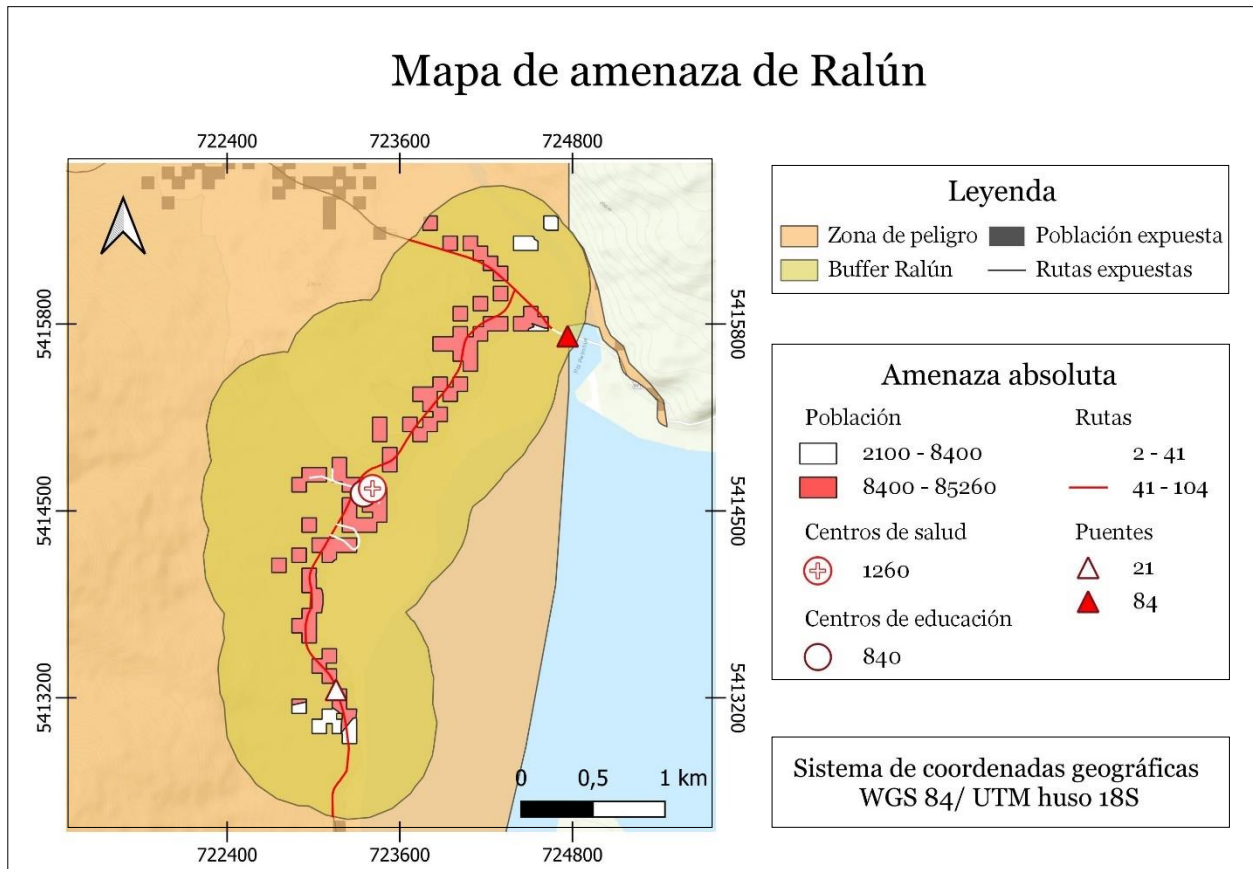 Mapa de amenaza de Ralún
722400 723600 724800
5415800 5415800
5414500 5414500
5413200 5413200
0 0,5 1 km
722400 723600 724800
Leyenda
Zona de peligro Población expuesta
Buffer Ralún Rutas expuestas
Amenaza absoluta
Población Rutas
2100 - 8400 2 - 41
8400 - 85260 41 - 104
Centros de salud Puentes
1260 21
Centros de educación 84
840
Sistema de coordenadas geográficas
WGS 84/ UTM huso 18S